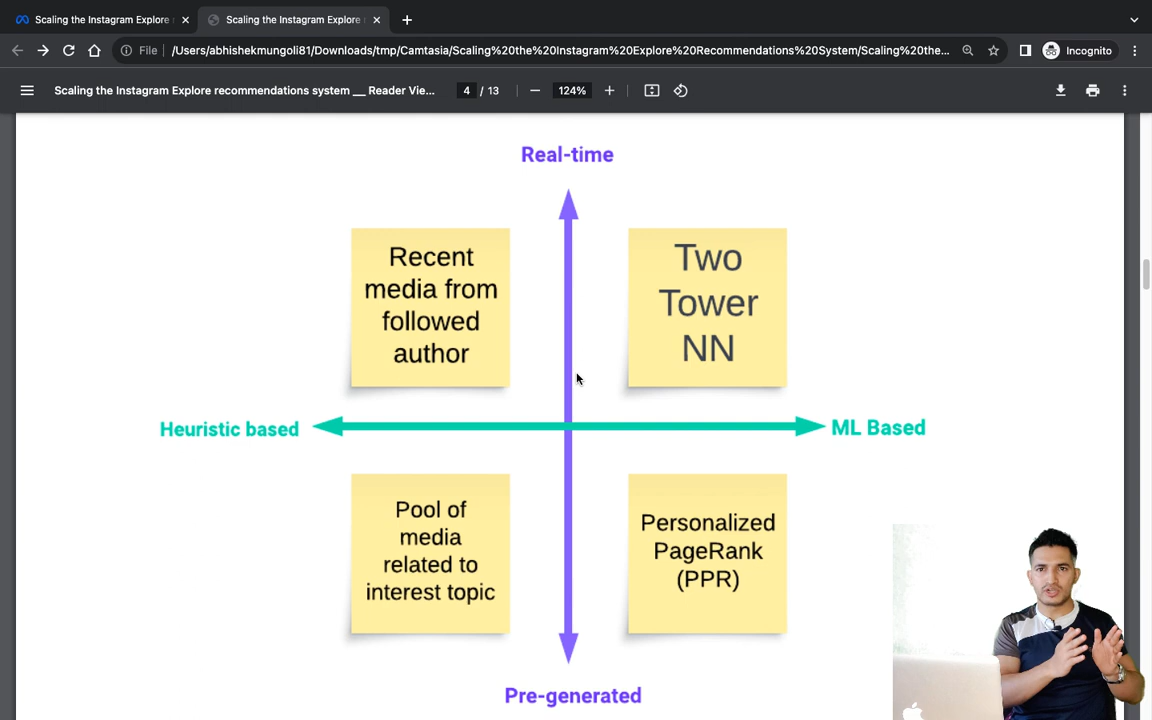 Scaling the Instagram Explore
Scaling the Instagram Explore
File
/Users/abhishekmungoli81/Downloads/tmp/Camtasia/Scaling%20the%20Instagram%20Explore%20Recommendations%20System/Scaling%20the...
Incognito
Scaling the Instagram Explore recommendations system __ Reader Vie...
4 / 13
124%
Real-time
Recent
media from
followed
author
Two
Tower
NN
Heuristic based
ML Based
Pool of
media
related to
interest topic
Personalized
PageRank
(PPR)
Pre-generated